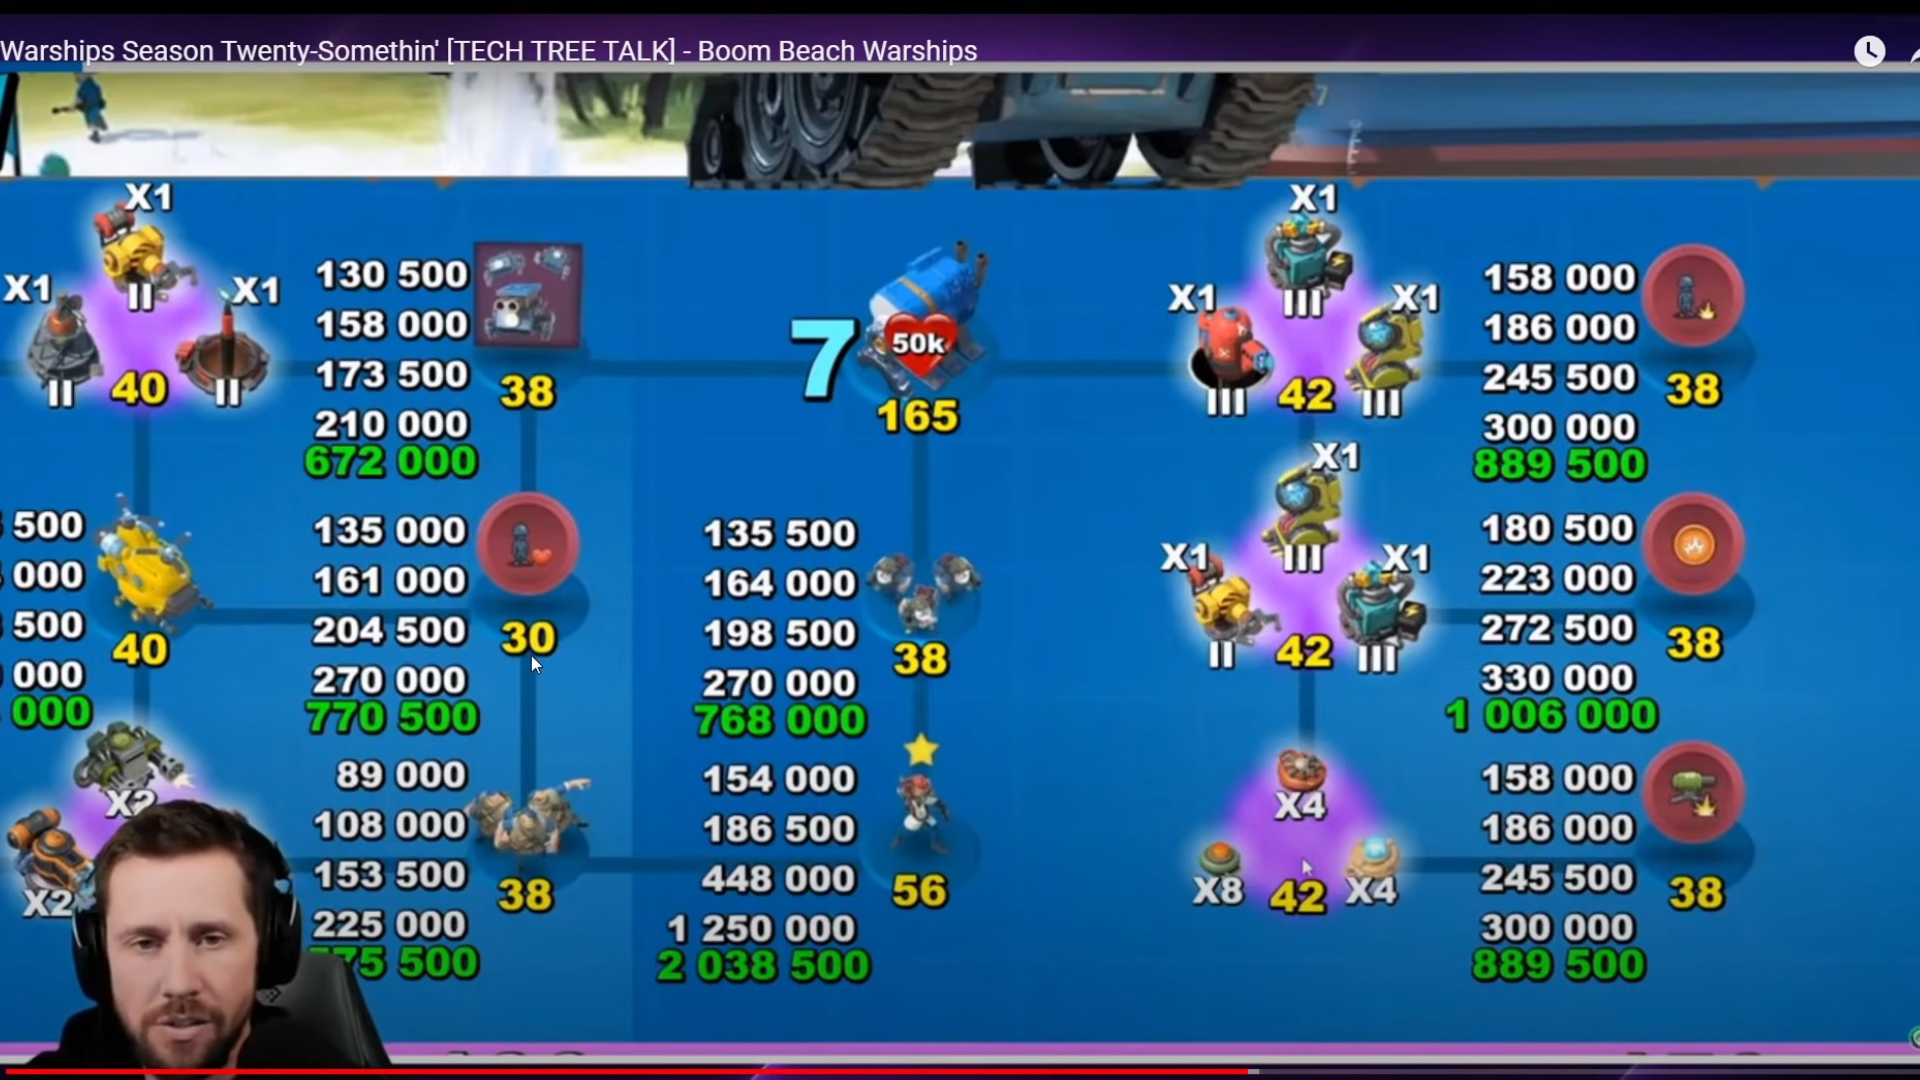 Warships Season Twenty-Somethin' [TECH TREE TALK] - Boom Beach Warships
7
X1
X1
X1
II
II
II
40
130 500
158 000
173 500
210 000
672 000
38
7
50k
165
X1
X1
X1
III
III
III
42
158 000
186 000
245 500
300 000
889 500
38
500
000
500
000
000
40
135 000
161 000
204 500
270 000
770 500
30
135 500
164 000
198 500
270 000
768 000
38
X1
X1
X1
III
II
III
42
180 500
223 000
272 500
330 000
1 006 000
38
X2
X2
89 000
108 000
153 500
225 000
75 500
38
154 000
186 500
448 000
1 250 000
2 038 500
56
X4
X8
42
X4
158 000
186 000
245 500
300 000
889 500
38